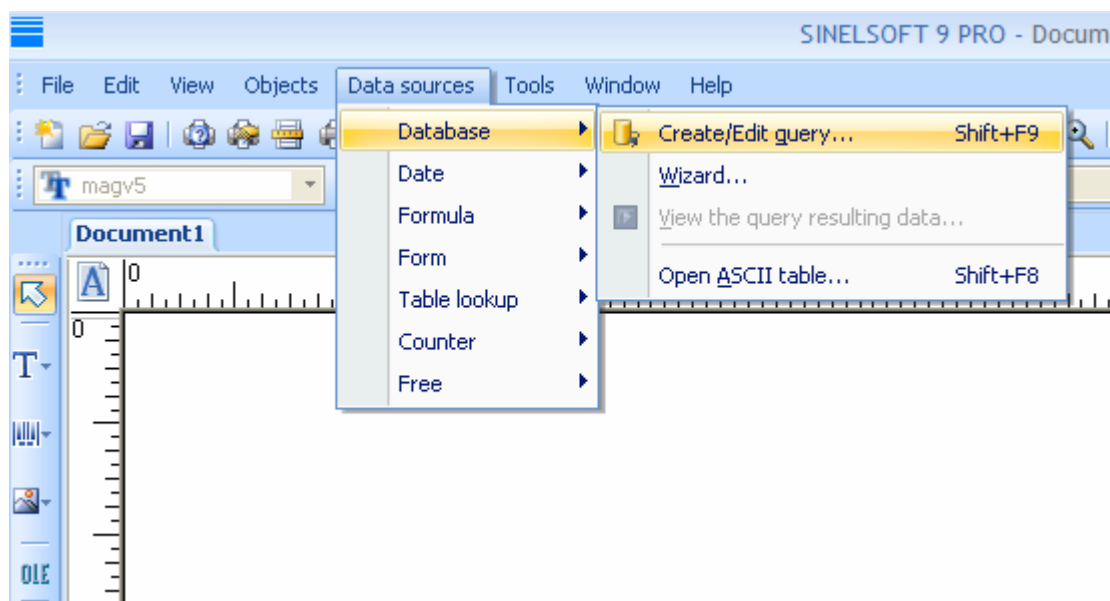 SINELSOFT 9 PRO - Docum
File Edit View Objects Data sources Tools Window Help
Database
Date
Formula
Form
Table lookup
Counter
Free
Create/Edit query... Shift+F9
Wizard...
View the query resulting data...
Open ASCII table... Shift+F8
magv5
Document1
A 0
0
T
OLE